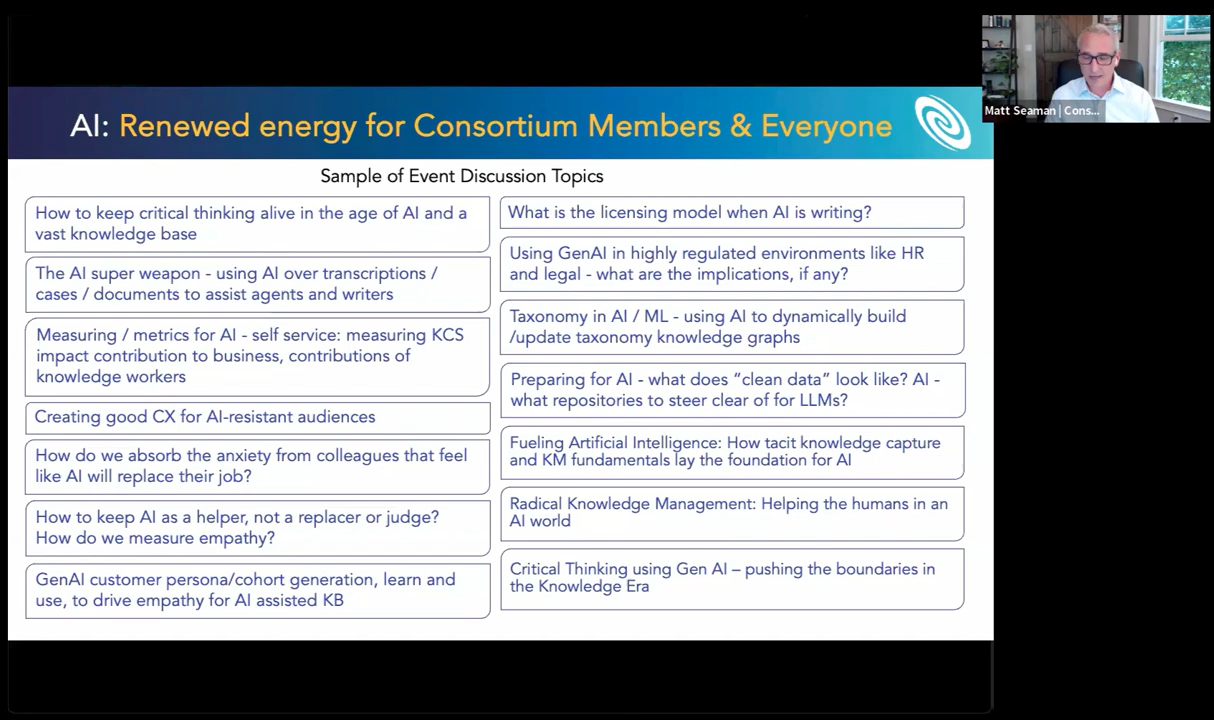 AI: Renewed energy for Consortium Members & Everyone
Matt Seaman | Cons...
Sample of Event Discussion Topics
How to keep critical thinking alive in the age of AI and a
vast knowledge base
The AI super weapon - using AI over transcriptions /
cases / documents to assist agents and writers
Measuring / metrics for AI - self service: measuring KCS
impact contribution to business, contributions of
knowledge workers
Creating good CX for AI-resistant audiences
How do we absorb the anxiety from colleagues that feel
like AI will replace their job?
How to keep AI as a helper, not a replacer or judge?
How do we measure empathy?
GenAI customer persona/cohort generation, learn and
use, to drive empathy for AI assisted KB
What is the licensing model when AI is writing?
Using GenAI in highly regulated environments like HR
and legal - what are the implications, if any?
Taxonomy in AI / ML - using AI to dynamically build
/update taxonomy knowledge graphs
Preparing for AI - what does “clean data” look like? AI -
what repositories to steer clear of for LLMs?
Fueling Artificial Intelligence: How tacit knowledge capture
and KM fundamentals lay the foundation for AI
Radical Knowledge Management: Helping the humans in an
AI world
Critical Thinking using Gen AI – pushing the boundaries in
the Knowledge Era